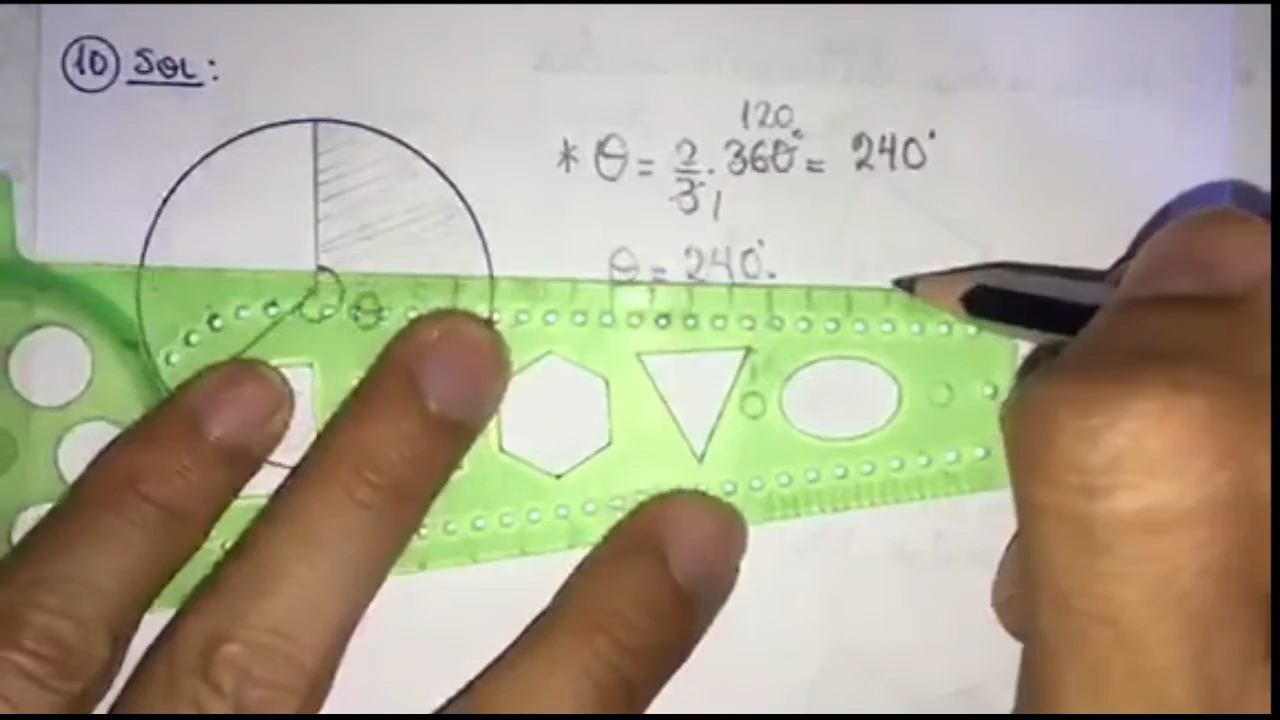 10 Sol:
120
* θ = 2/3 . 360° = 240°
1
θ = 240°.
θ